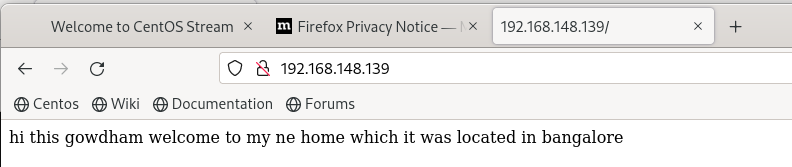 Welcome to CentOS Stream
Firefox Privacy Notice —
192.168.148.139/
192.168.148.139
Centos Wiki Documentation Forums
hi this gowdham welcome to my ne home which it was located in bangalore